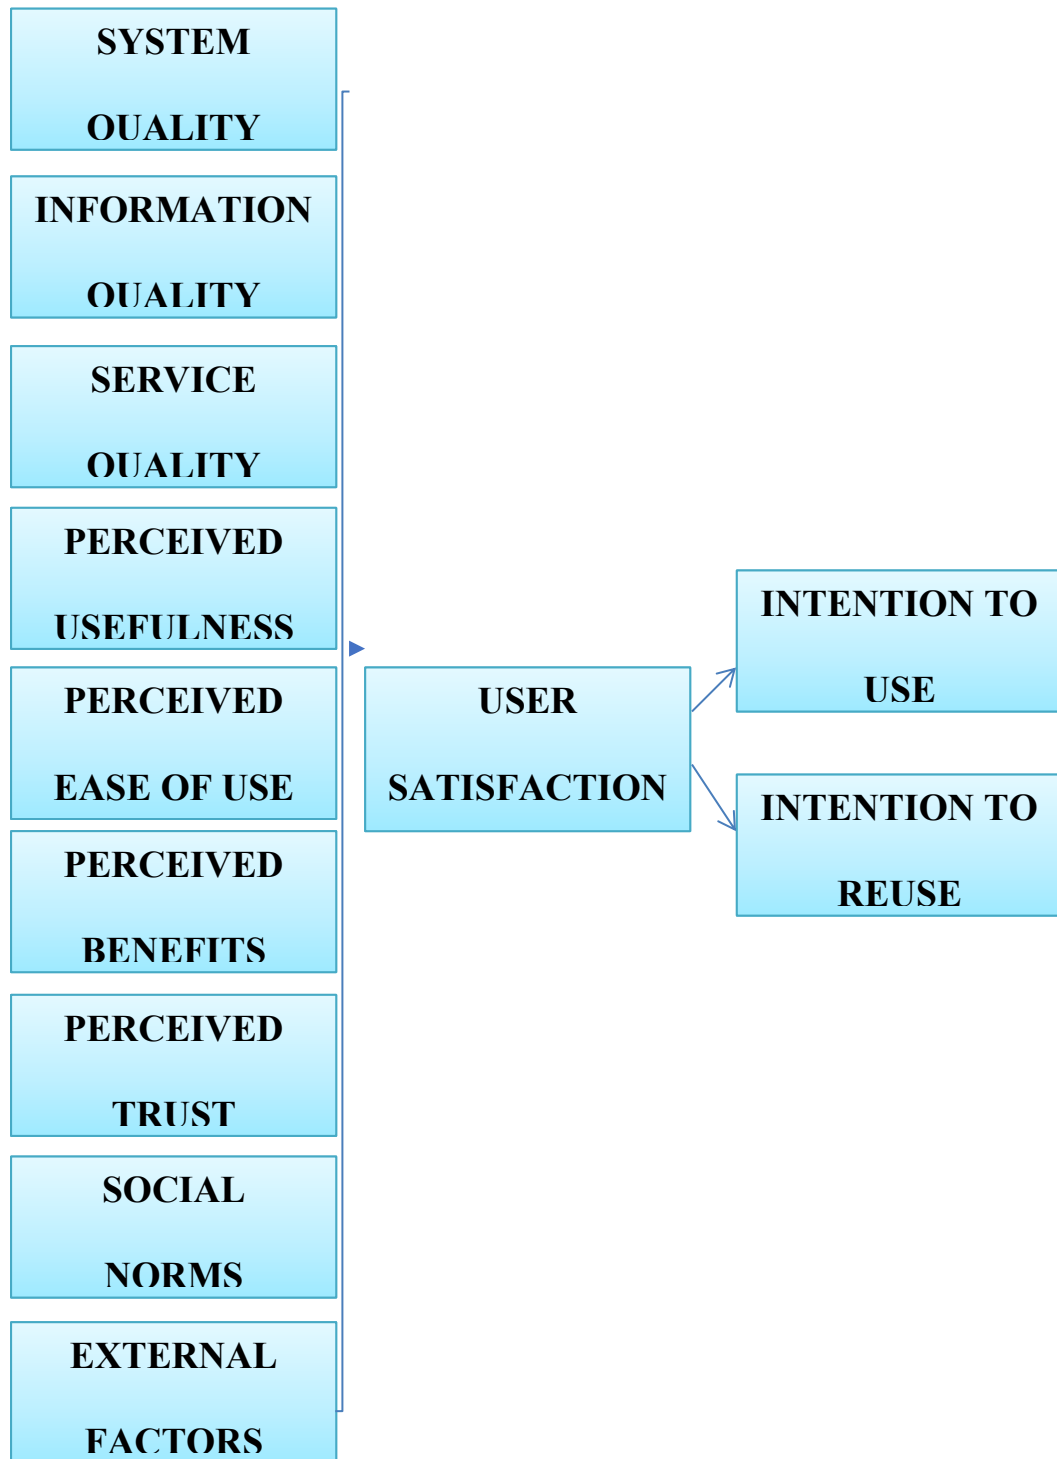 SYSTEM
QUALITY
INFORMATION
QUALITY
SERVICE
QUALITY
PERCEIVED
USEFULNESS
PERCEIVED
EASE OF USE
PERCEIVED
BENEFITS
PERCEIVED
TRUST
SOCIAL
NORMS
EXTERNAL
FACTORS
USER
SATISFACTION
INTENTION TO
USE
INTENTION TO
REUSE